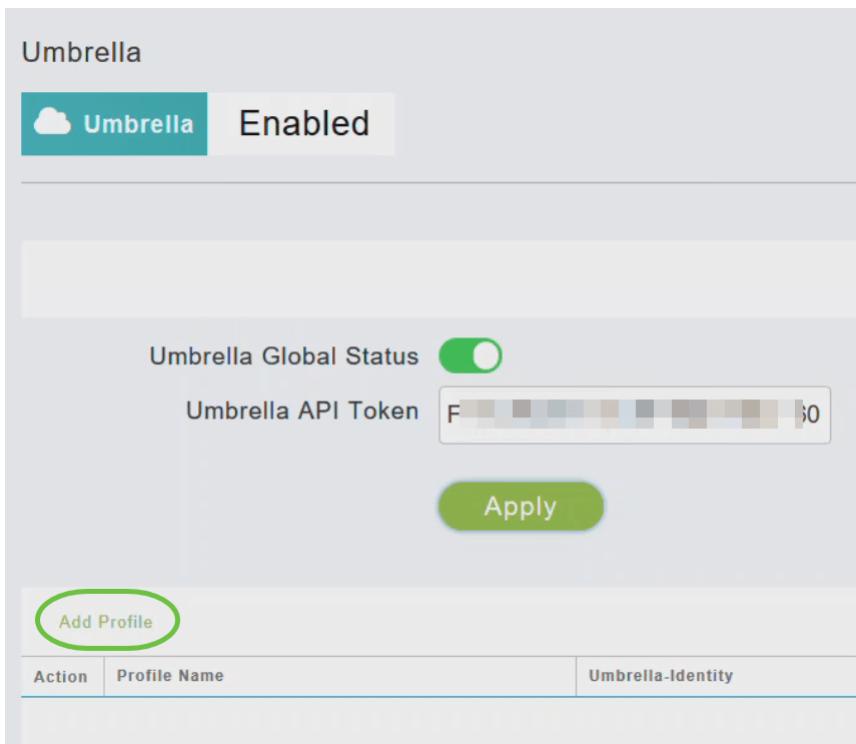 Umbrella
Umbrella Enabled
Umbrella Global Status
Umbrella API Token
Apply
Add Profile
Action Profile Name Umbrella-Identity